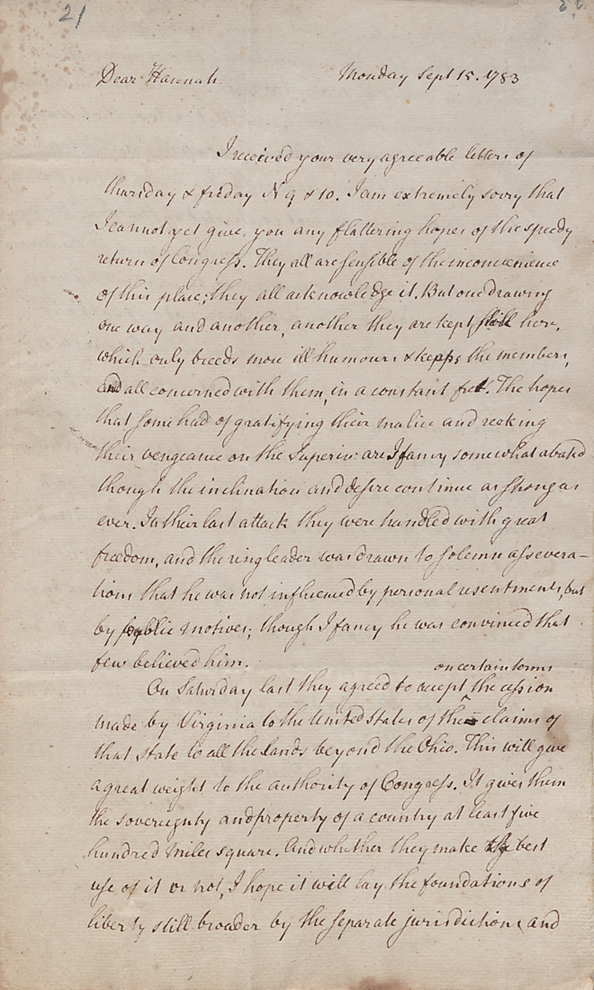 21
Dear Hannah Monday Sept 15. 1783
I received your very agreeable letters of
thursday & friday N 9 & 10. I am extremely sorry that
I cannot yet give you any flattering hopes of the speedy
return of Congress. They all are sensible of the inconvenience
of this place; they all acknowledge it. But one drawing
one way and another, another they are kept still here,
which only breeds more ill humour & kepps the members,
and all concerned with them, in a constant fret. The hopes
that some had of gratifying their malice and reeking
their vengeance on the Superiv: are I fancy somewhat abated
though the inclination and desire continue as strong as
ever. In their last attack they were handled with great
freedom, and the ringleader was drawn to solemn assevera-
tions that he was not influenced by personal resentments, but
by public motives; though I fancy he was convinced that
few believed him.
on certain terms
On Saturday last they agreed to accept ^ the cession
made by Virginia to the United States of the claims of
that state to all the lands beyond the Ohio. This will give
a great weight to the authority of Congress. It gives them
the sovereignty and property of a country at least five
hundred miles square. And whether they make the best
use of it or not, I hope it will lay the foundations of
liberty still broader by the separate jurisdictions and